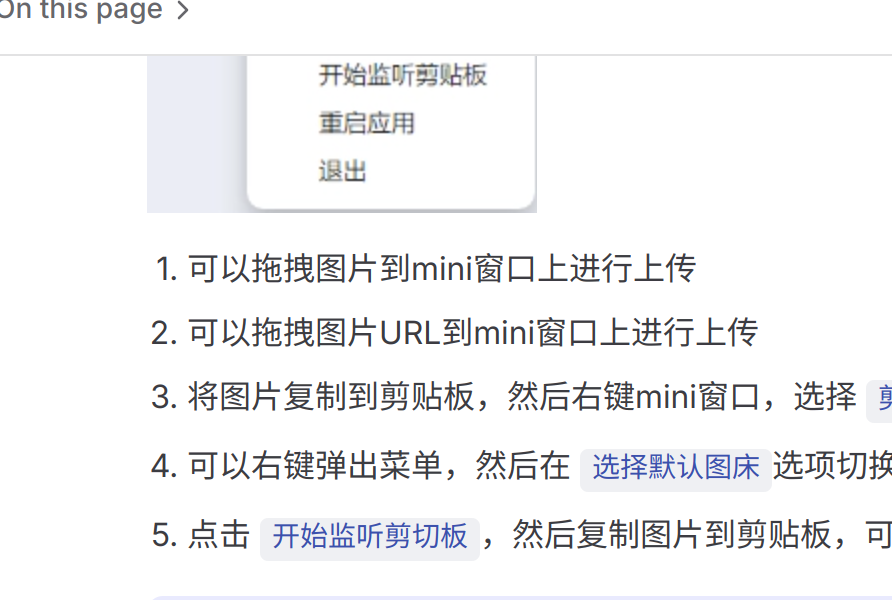 On this page
开始监听剪贴板
重启应用
退出
1. 可以拖拽图片到mini窗口上进行上传
2. 可以拖拽图片URL到mini窗口上进行上传
3. 将图片复制到剪贴板，然后右键mini窗口，选择
4. 可以右键弹出菜单，然后在 选择默认图床选项切换
5. 点击 开始监听剪切板，然后复制图片到剪贴板，可